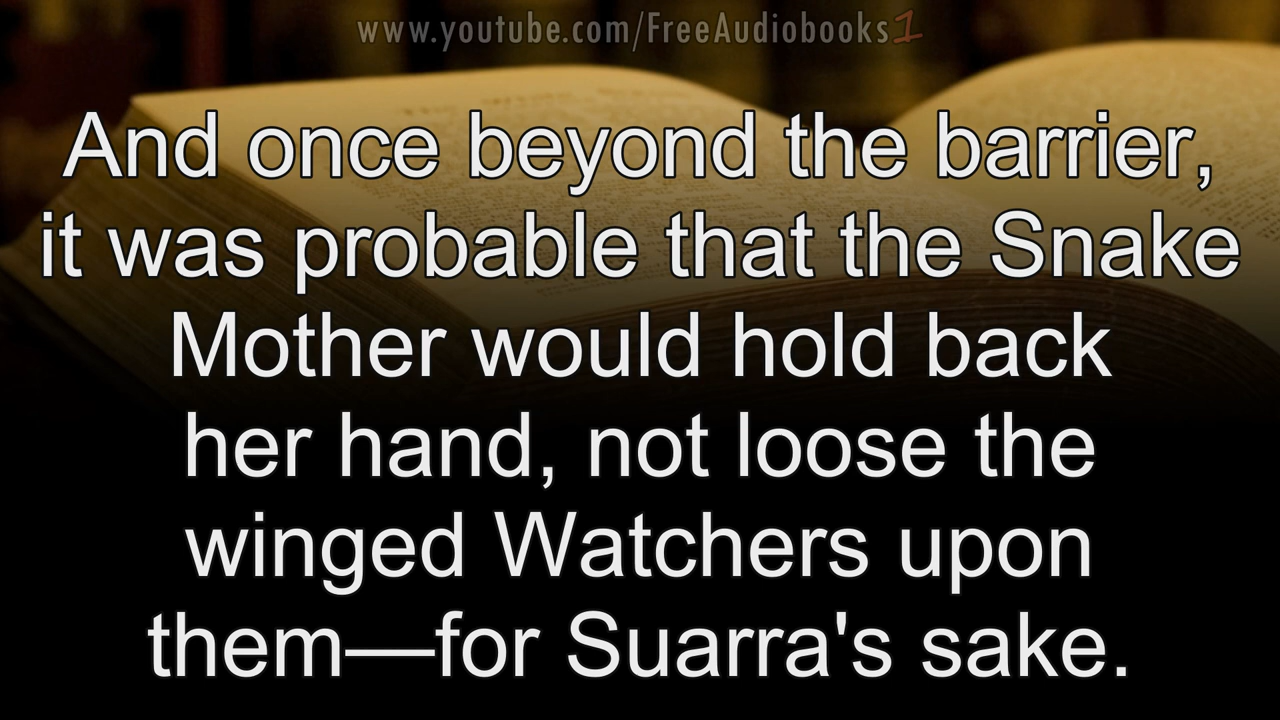 www.youtube.com/FreeAudiobooks1
And once beyond the barrier,
it was probable that the Snake
Mother would hold back
her hand, not loose the
winged Watchers upon
them—for Suarra's sake.